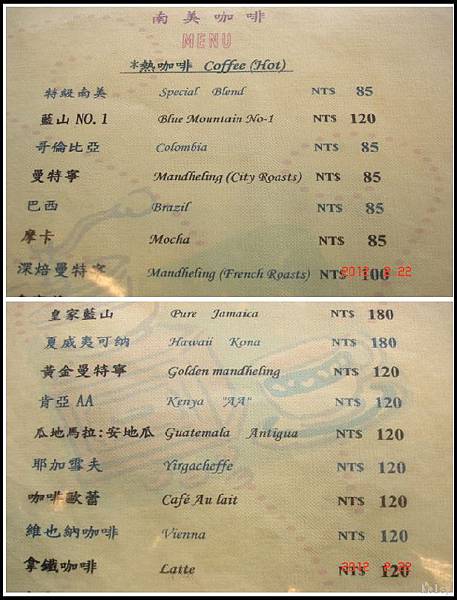 南美咖啡
MENU
*熱咖啡 Coffee (Hot)
特級南美 Special Blend NT$ 85
藍山 NO.1 Blue Mountain No-1 NT$ 120
哥倫比亞 Colombia NT$ 85
曼特寧 Mandheling (City Roasts) NT$ 85
巴西 Brazil NT$ 85
摩卡 Mocha NT$ 85
深焙曼特寧 Mandheling (French Roasts) NT$ 100
2012 2 22
皇家藍山 Pure Jamaica NT$ 180
夏威夷可納 Hawaii Kona NT$ 180
黃金曼特寧 Golden mandheling NT$ 120
肯亞 AA Kenya "AA" NT$ 120
瓜地馬拉:安地瓜 Guatemala Antigua NT$ 120
耶加雪夫 Yirgacheffe NT$ 120
咖啡歐蕾 Café Au lait NT$ 120
維也納咖啡 Vienna NT$ 120
拿鐵咖啡 Latte NT$ 120
2012 2 22